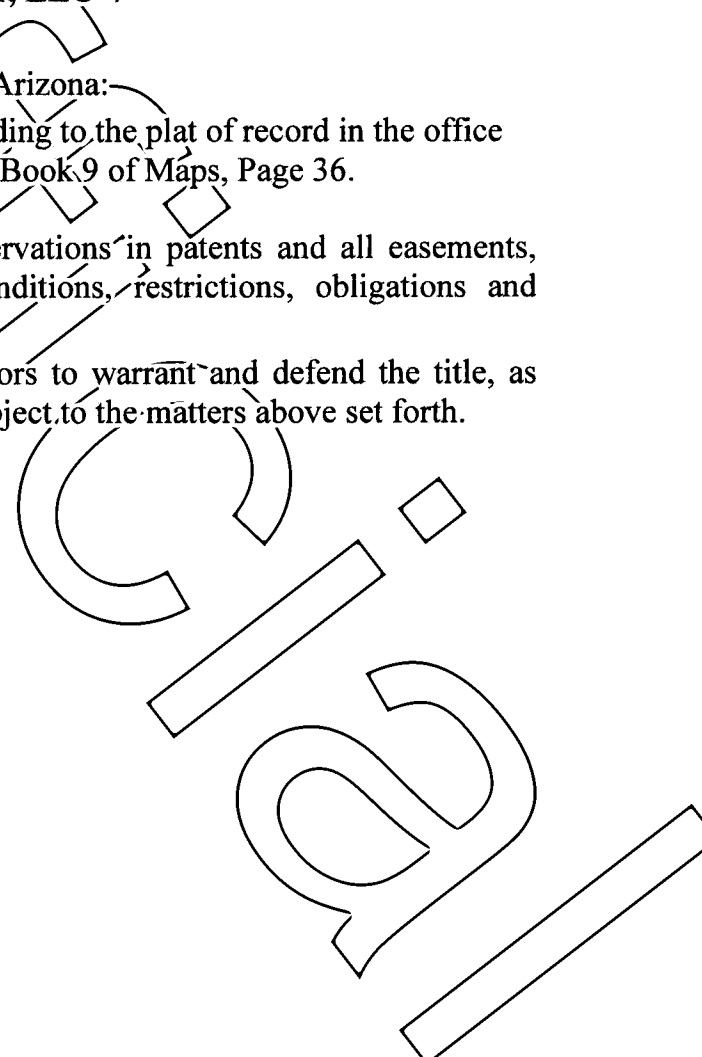 Arizona:
ding to the plat of record in the office
Book 9 of Maps, Page 36.
ervations in patents and all easements,
nditions, restrictions, obligations and
ors to warrant and defend the title, as
bject to the matters above set forth.
cial